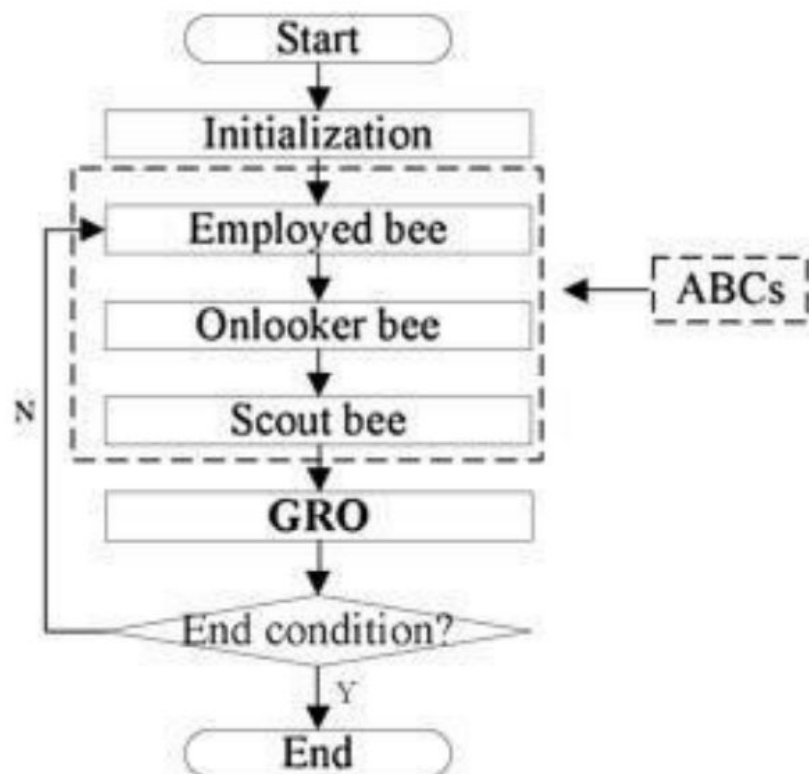 Start
Initialization
Employed bee
ABCs
Onlooker bee
Scout bee
N
GRO
End condition?
Y
End